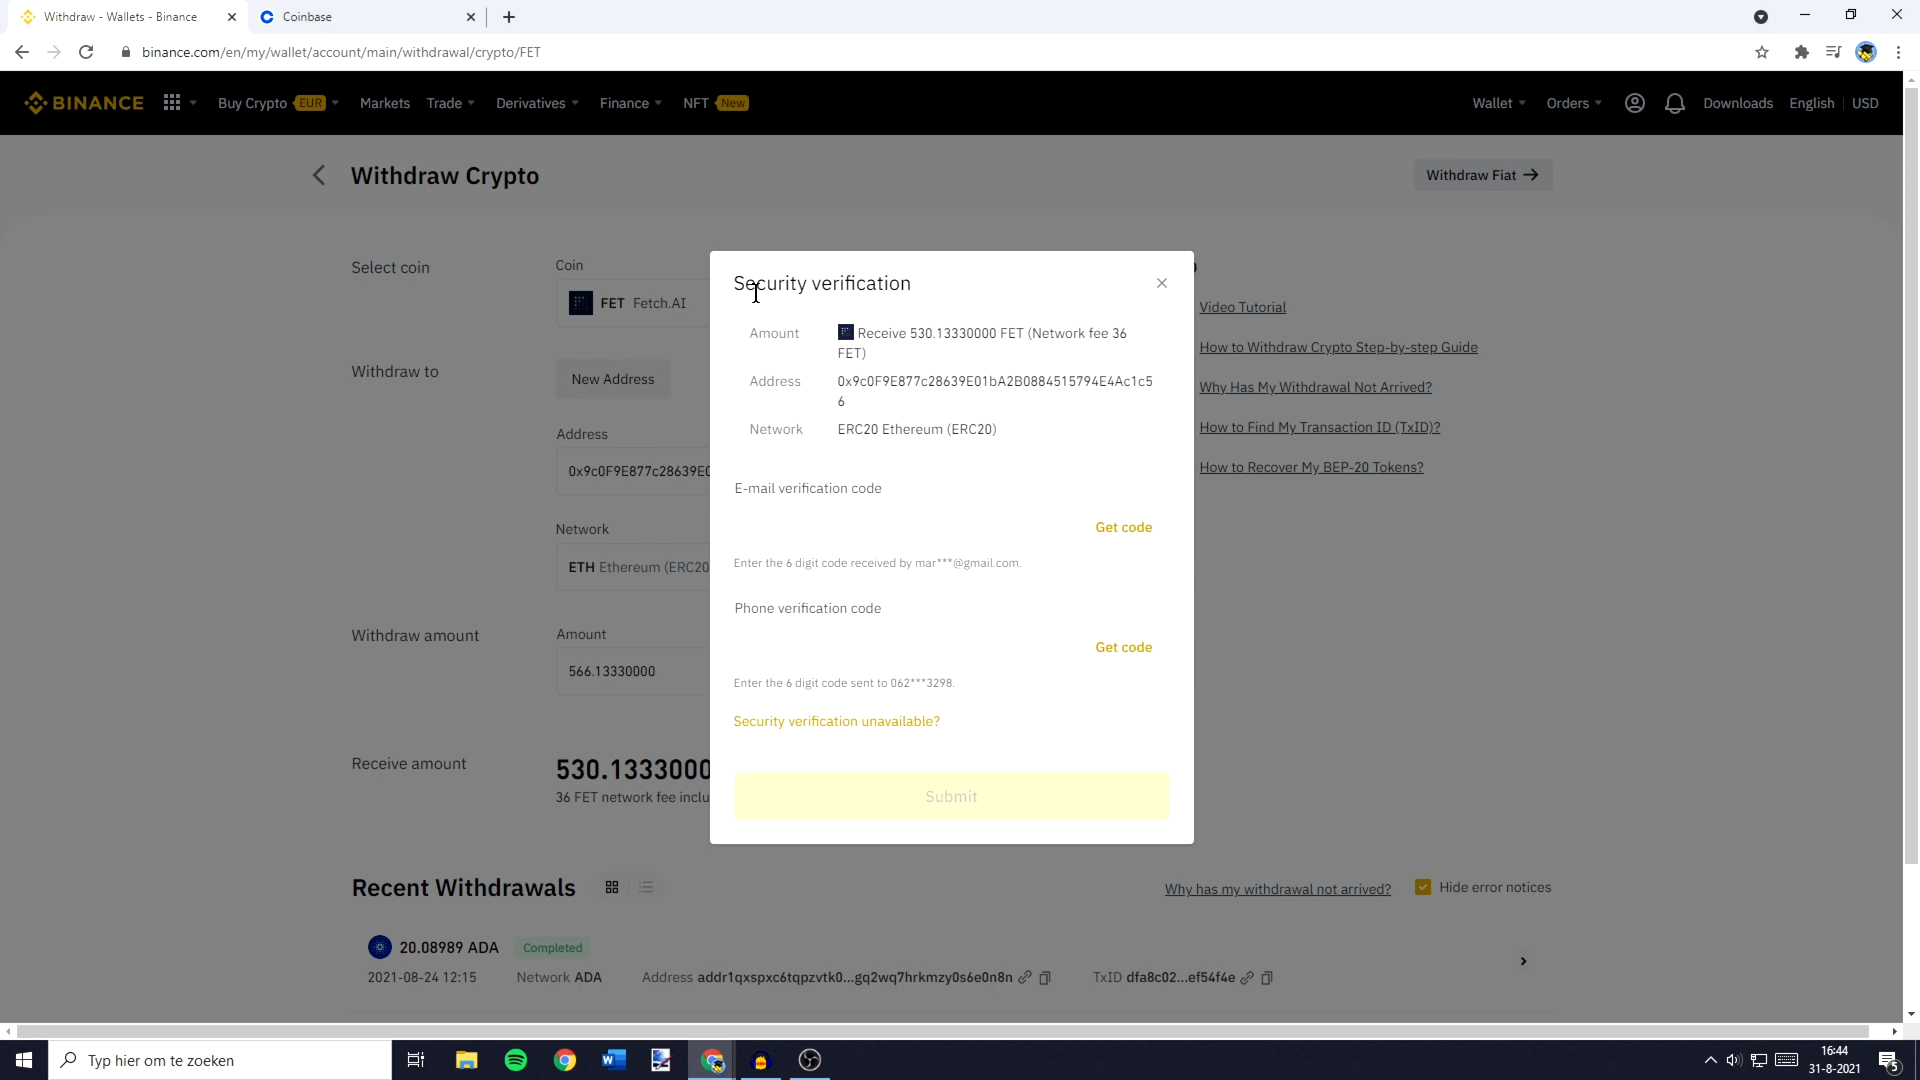 Withdraw - Wallets - Binance
Coinbase
binance.com/en/my/wallet/account/main/withdrawal/crypto/FET
BINANCE
Buy Crypto EUR
Markets
Trade
Derivatives
Finance
NFT New
Wallet
Orders
Downloads
English
USD
Withdraw Crypto
Withdraw Fiat
Select coin
Coin
FET Fetch.AI
Withdraw to
New Address
Address
0x9c0F9E877c28639E0
Network
ETH Ethereum (ERC20
Withdraw amount
Amount
566.13330000
Receive amount
530.1333000
36 FET network fee inclu
Security verification
Amount
Receive 530.13330000 FET (Network fee 36
FET)
Address
0x9c0F9E877c28639E01bA2B0884515794E4Ac1c5
6
Network
ERC20 Ethereum (ERC20)
E-mail verification code
Get code
Enter the 6 digit code received by mar***@gmail.com.
Phone verification code
Get code
Enter the 6 digit code sent to 062***3298.
Security verification unavailable?
Submit
Video Tutorial
How to Withdraw Crypto Step-by-step Guide
Why Has My Withdrawal Not Arrived?
How to Find My Transaction ID (TxID)?
How to Recover My BEP-20 Tokens?
Recent Withdrawals
Why has my withdrawal not arrived?
Hide error notices
20.08989 ADA
Completed
2021-08-24 12:15
Network ADA
Address addr1qxspxc6tqpzvtk0...gq2wq7hrkmzy0s6e0n8n
TxID dfa8c02...ef54f4e
Typ hier om te zoeken
16:44
31-8-2021
5